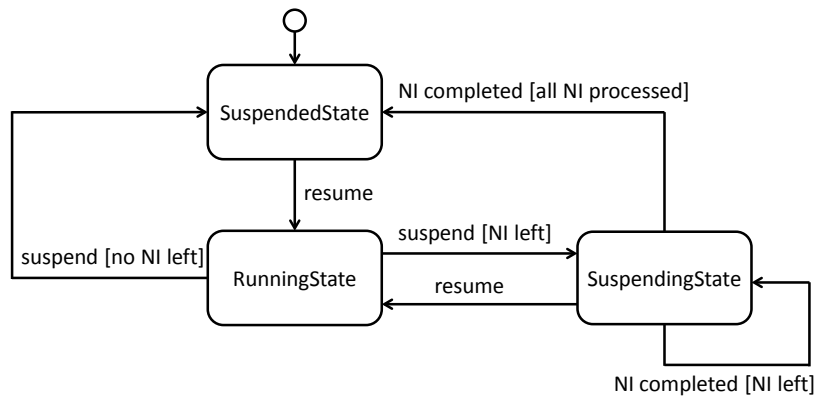 NI completed [all NI processed]
SuspendedState
resume
suspend [no NI left]
RunningState
suspend [NI left]
resume
SuspendingState
NI completed [NI left]